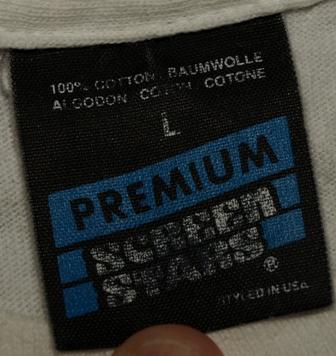 100% COTTON BAUMWOLLE
ALGODON COTON COTONE
L
PREMIUM
SCREEN
STARS®
STYLED IN USA